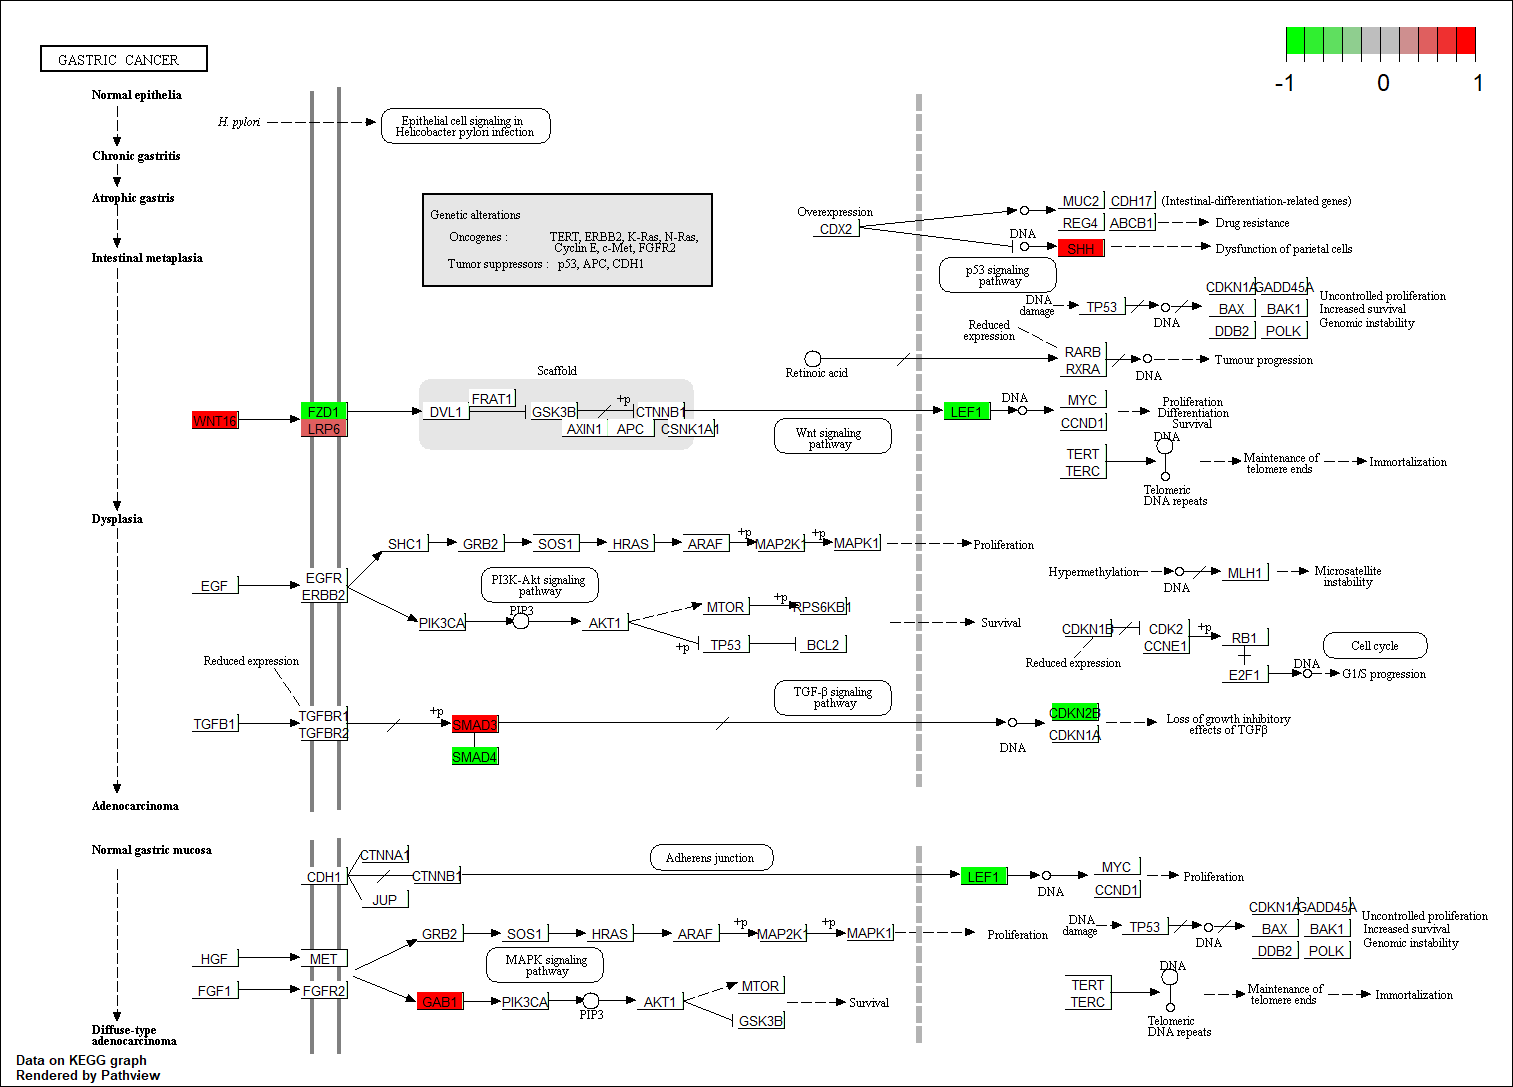 GASTRIC CANCER
-1 0 1
Normal epithelia
H. pylori
Epithelial cell signaling in
Helicobacter pylori infection
Chronic gastritis
Atrophic gastris
Intestinal metaplasia
Genetic alterations
Oncogenes : TERT, ERBB2, K-Ras, N-Ras,
Cyclin E, c-Met, FGFR2
Tumor suppressors : p53, APC, CDH1
Overexpression
CDX2
MUC2 CDH17 (Intestinal-differentiation-related genes)
REG4 ABCB1 Drug resistance
DNA
SHH Dysfunction of parietal cells
p53 signaling
pathway
DNA
damage
TP53
DNA
CDKN1A GADD45A
BAX BAK1
DDB2 POLK
Uncontrolled proliferation
Increased survival
Genomic instability
Reduced
expression
Retinoic acid
RARB
RXRA
DNA
Tumour progression
Scaffold
WNT16
FZD1
LRP6
DVL1
FRAT1
GSK3B
+p
CTNNB1
AXIN1 APC CSNK1A1
Wnt signaling
pathway
LEF1
DNA
MYC
CCND1
Proliferation
Differentiation
Survival
TERT
TERC
DNA
Telomeric
DNA repeats
Maintenance of
telomere ends
Immortalization
Dysplasia
SHC1 GRB2 SOS1 HRAS ARAF +p MAP2K1 +p MAPK1 Proliferation
EGF
EGFR
ERBB2
PI3K-Akt signaling
pathway
PIK3CA
PIP3
AKT1
MTOR +p RPS6KB1
+p TP53 BCL2
Survival
Hypermethylation
DNA
MLH1
Microsatellite
instability
CDKN1B
Reduced expression
CDK2
CCNE1
+p
RB1
E2F1
Cell cycle
DNA
G1/S progression
Reduced expression
TGFB1
TGFBR1
TGFBR2
+p
SMAD3
SMAD4
TGF-β signaling
pathway
DNA
CDKN2B
CDKN1A
Loss of growth inhibitory
effects of TGFβ
Adenocarcinoma
Normal gastric mucosa
CDH1
CTNNA1
CTNNB1
JUP
Adherens junction
LEF1
DNA
MYC
CCND1
Proliferation
HGF MET
FGF1 FGFR2
GRB2 SOS1 HRAS ARAF +p MAP2K1 +p MAPK1 Proliferation
MAPK signaling
pathway
GAB1 PIK3CA
PIP3
AKT1
MTOR
GSK3B
Survival
DNA
damage
TP53
DNA
CDKN1A GADD45A
BAX BAK1
DDB2 POLK
Uncontrolled proliferation
Increased survival
Genomic instability
TERT
TERC
DNA
Telomeric
DNA repeats
Maintenance of
telomere ends
Immortalization
Diffuse-type
adenocarcinoma
Data on KEGG graph
Rendered by Pathview